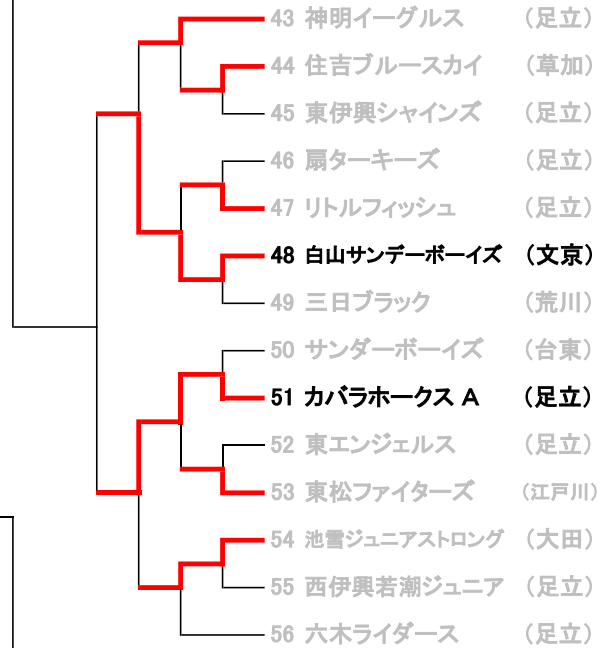 43 神明イーグルス （足立）
44 住吉ブルースカイ （草加）
45 東伊興シャインズ （足立）
46 扇ターキーズ （足立）
47 リトルフィッシュ （足立）
48 白山サンデーボーイズ （文京）
49 三日ブラック （荒川）
50 サンダーボーイズ （台東）
51 カバラホークス A （足立）
52 東エンジェルス （足立）
53 東松ファイターズ （江戸川）
54 池雪ジュニアストロング （大田）
55 西伊興若潮ジュニア （足立）
56 六木ライダース （足立）